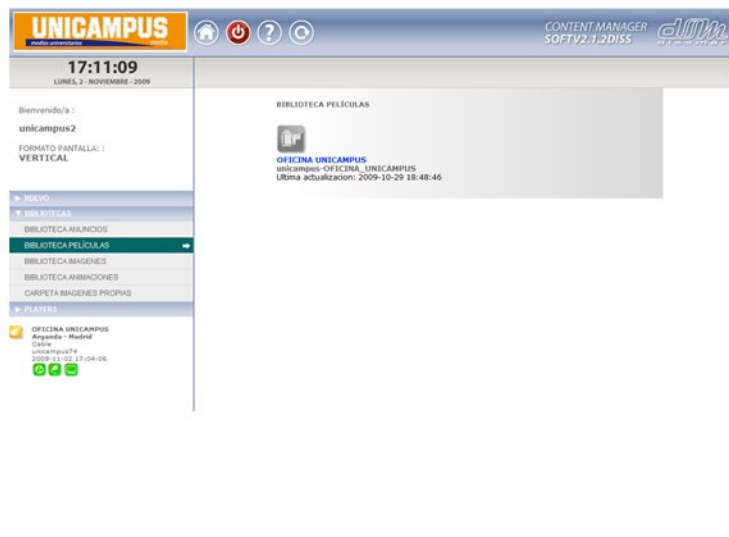 UNICAMPUS
medios universitarios
CONTENT MANAGER
SOFTV2.1.2DISS
17:11:09
LUNES, 2 - NOVIEMBRE - 2009
Bienvenido/a :
unicampus2
FORMATO PANTALLA: :
VERTICAL
BIBLIOTECA PELÍCULAS
OFICINA UNICAMPUS
unicampus-OFICINA_UNICAMPUS
Ultima actualizacion: 2009-10-29 18:48:46
NUEVO
BIBLIOTECAS
BIBLIOTECA ANUNCIOS
BIBLIOTECA PELÍCULAS
BIBLIOTECA IMAGENES
BIBLIOTECA ANIMACIONES
CARPETA IMAGENES PROPIAS
PLAYERS
OFICINA UNICAMPUS
Arganda - Madrid
Cable
unicampus74
2009-11-02 17:04:06